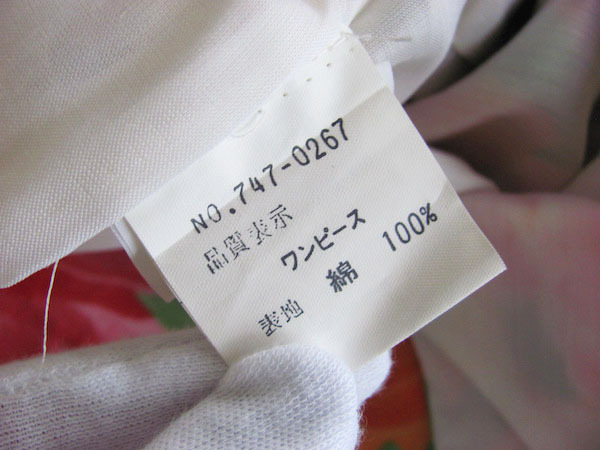 NO.747-0267
品質表示
ワンピース
表地 綿 100%